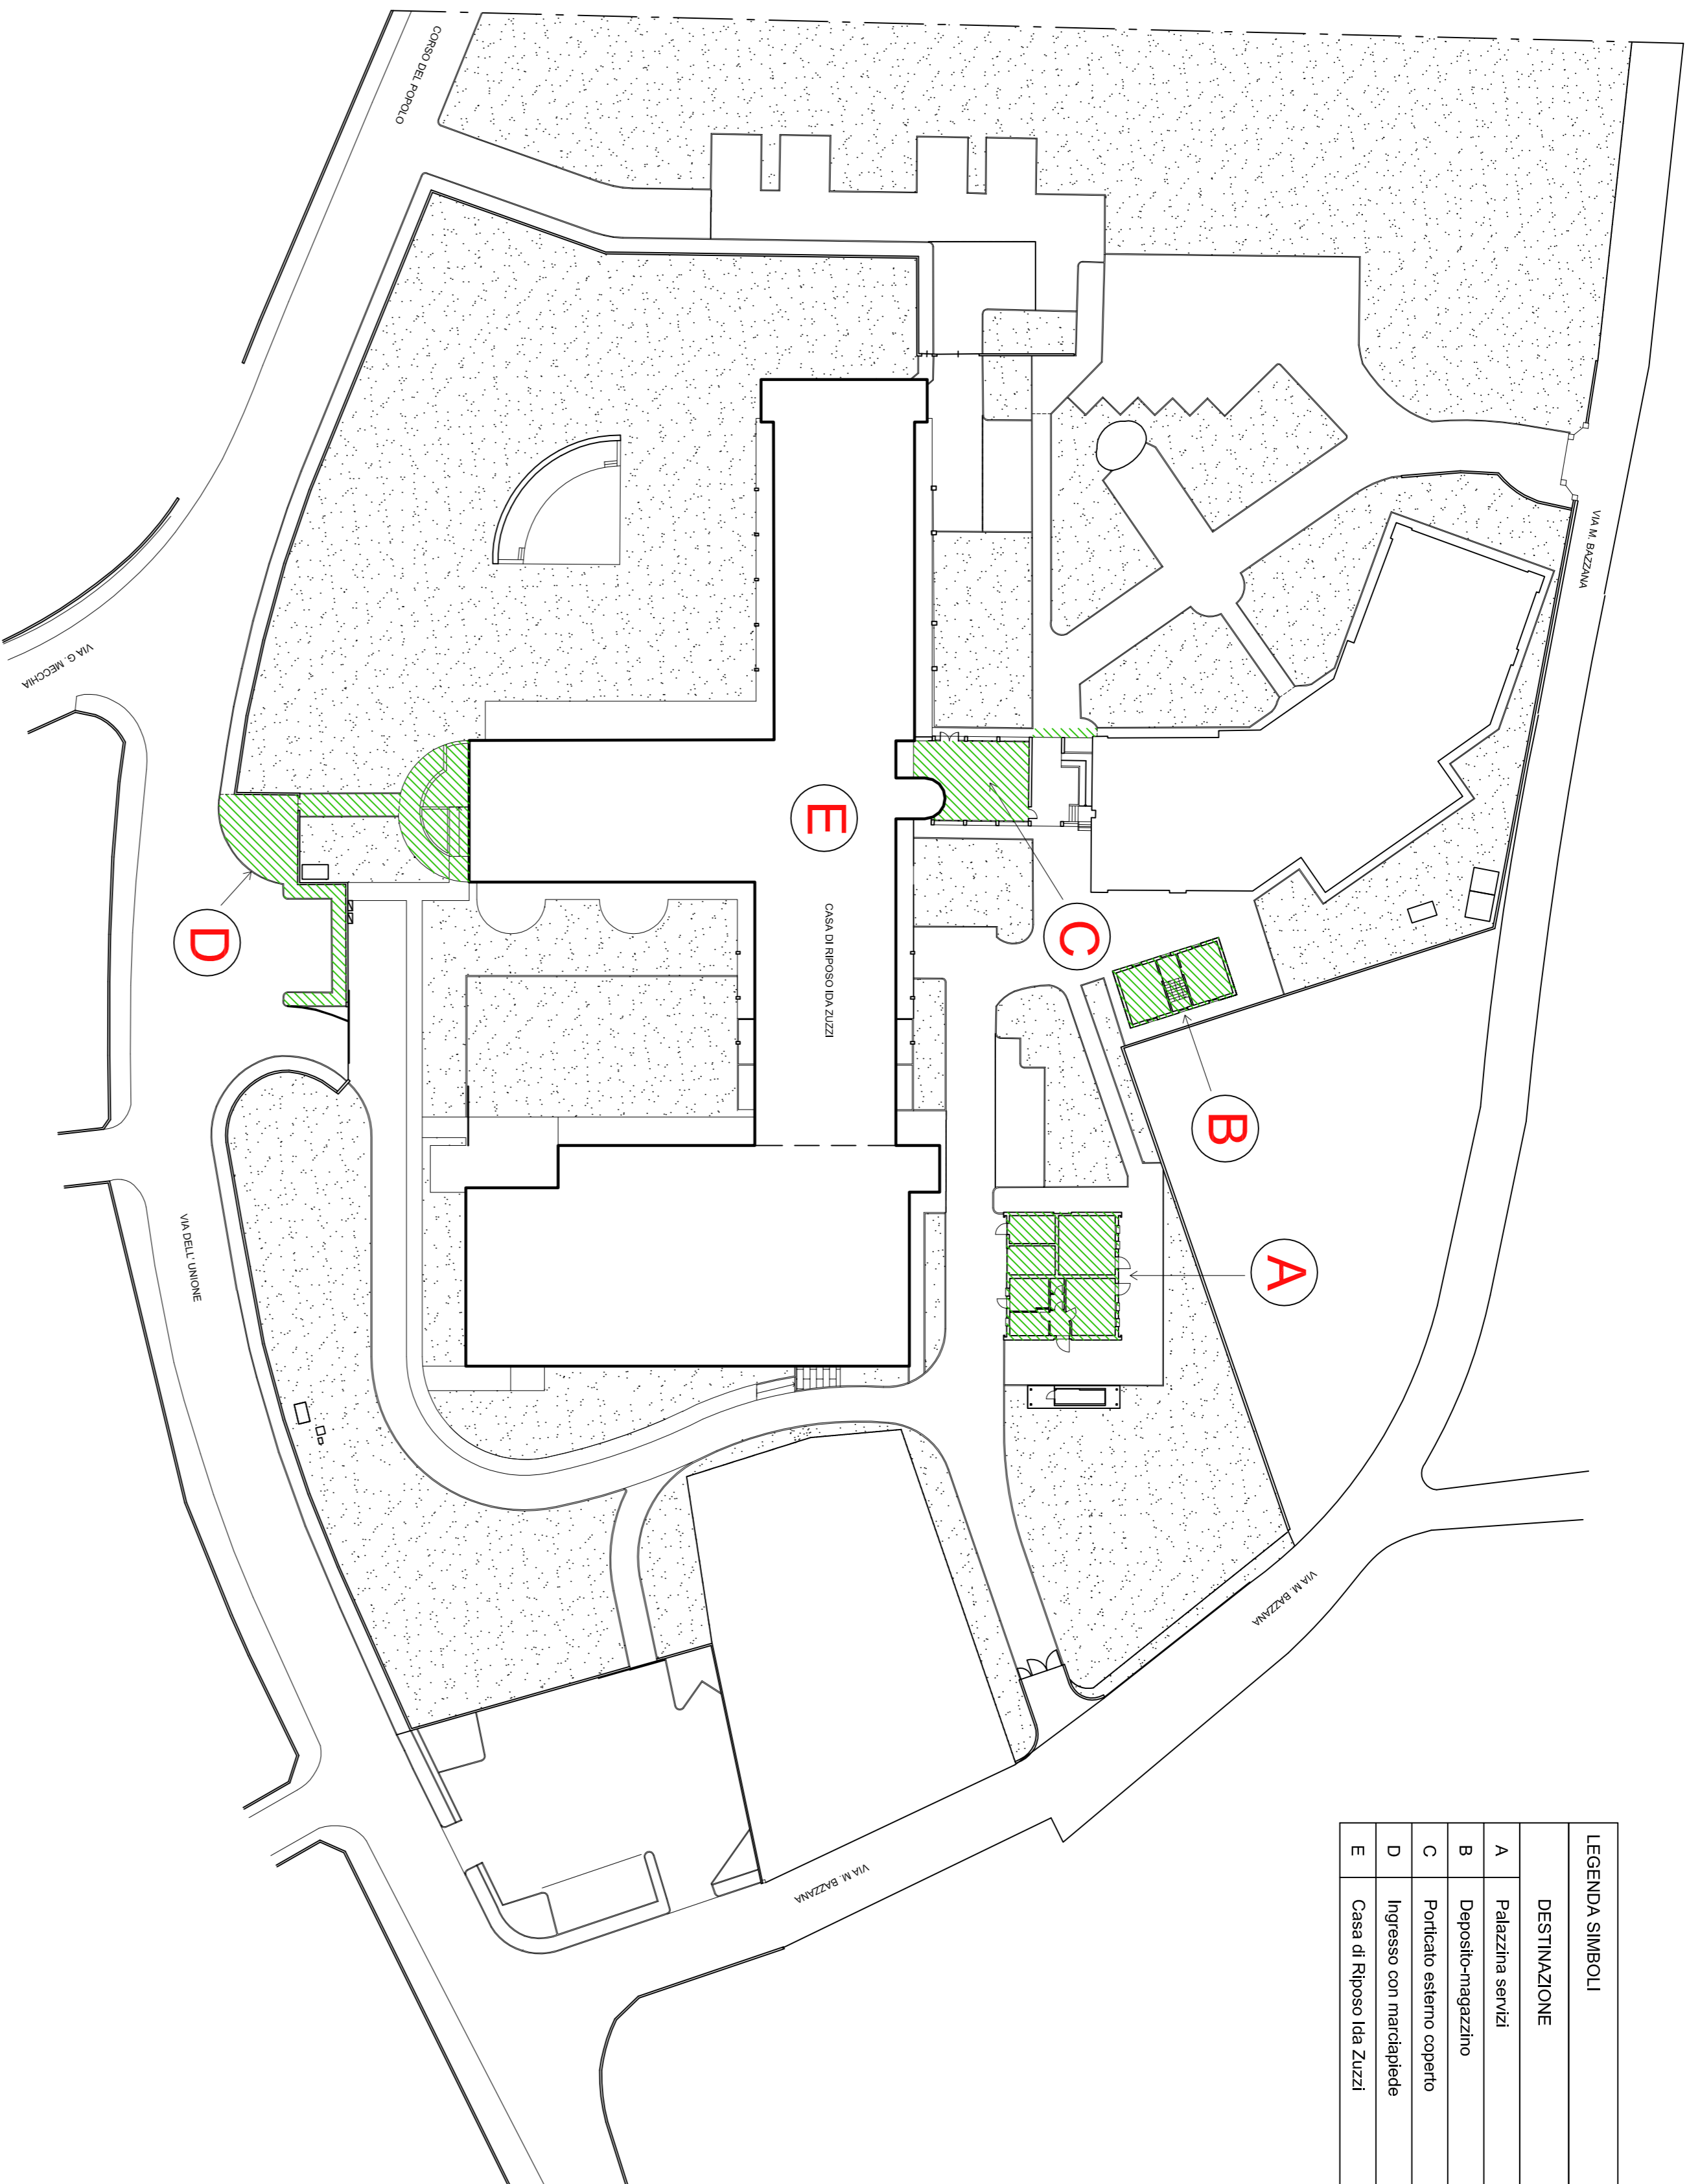 LEGENDA SIMBOLI
DESTINAZIONE
A Palazzina servizi
B Deposito-magazzino
C Porticato esterno coperto
D Ingresso con marciapiede
E Casa di Riposo Ida Zuzzi
VIA M. BAZZANA
VIA M. BAZZANA
VIA M. BAZZANA
A
B
C
E
CASA DI RIPOSO IDA ZUZZI
D
CORSO DEL POPOLO
VIA G. MECCHIA
VIA DELL' UNIONE